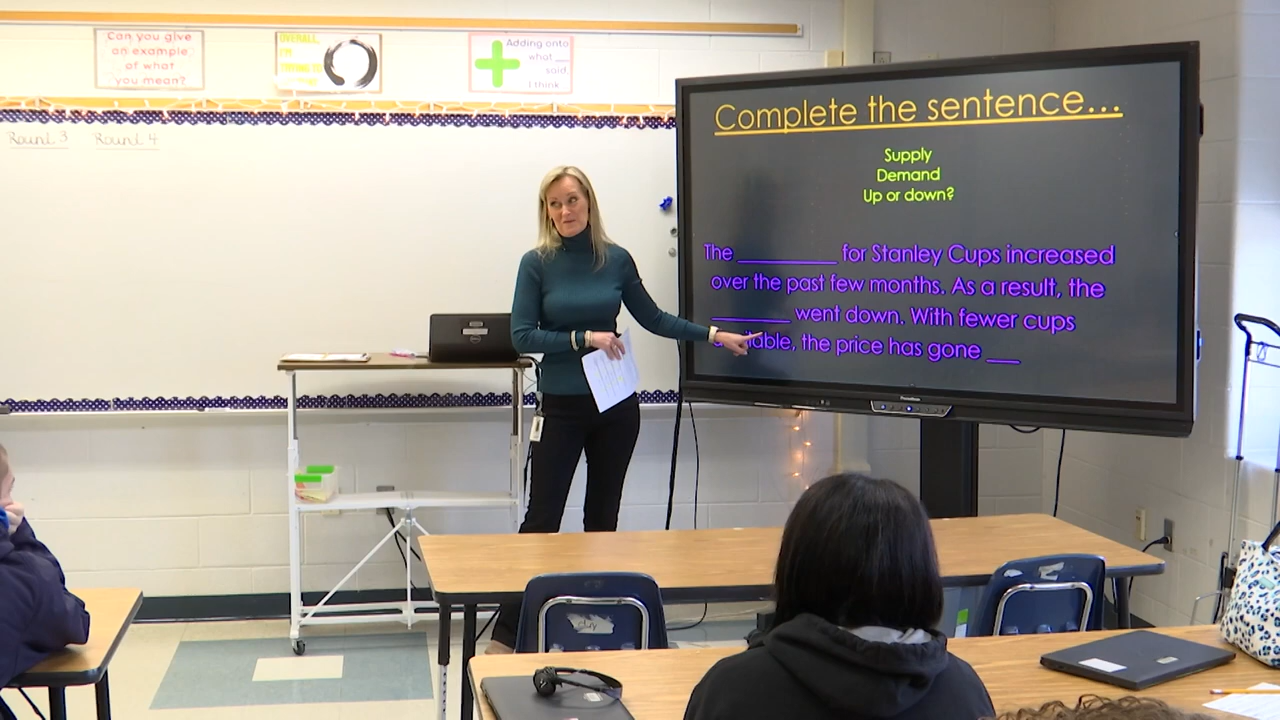 Can you give
an example
of what
you mean?
OVERALL,
Adding onto
what ___
said,
I think
Round 3 Round 4
Complete the sentence...
Supply
Demand
Up or down?
The __________ for Stanley Cups increased
over the past few months. As a result, the
________ went down. With fewer cups
the price has gone ___